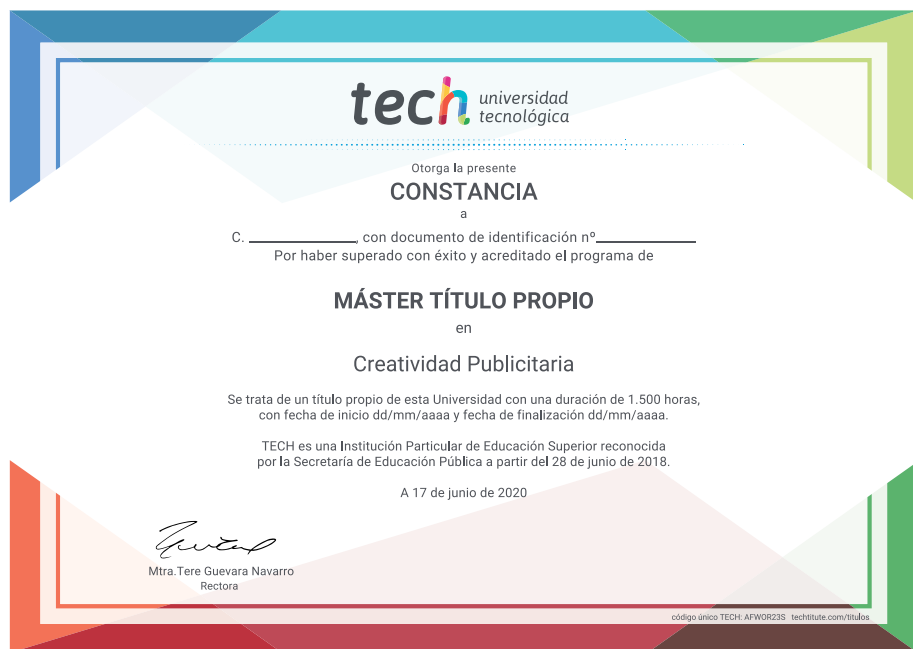 tech universidad
tecnológica
Otorga la presente
CONSTANCIA
a
C. ____________, con documento de identificación nº____________
Por haber superado con éxito y acreditado el programa de
MÁSTER TÍTULO PROPIO
en
Creatividad Publicitaria
Se trata de un título propio de esta Universidad con una duración de 1.500 horas,
con fecha de inicio dd/mm/aaaa y fecha de finalización dd/mm/aaaa.
TECH es una Institución Particular de Educación Superior reconocida
por la Secretaría de Educación Pública a partir del 28 de junio de 2018.
A 17 de junio de 2020
Mtra.Tere Guevara Navarro
Rectora
código único TECH: AFWOR23S techtitute.com/titulos